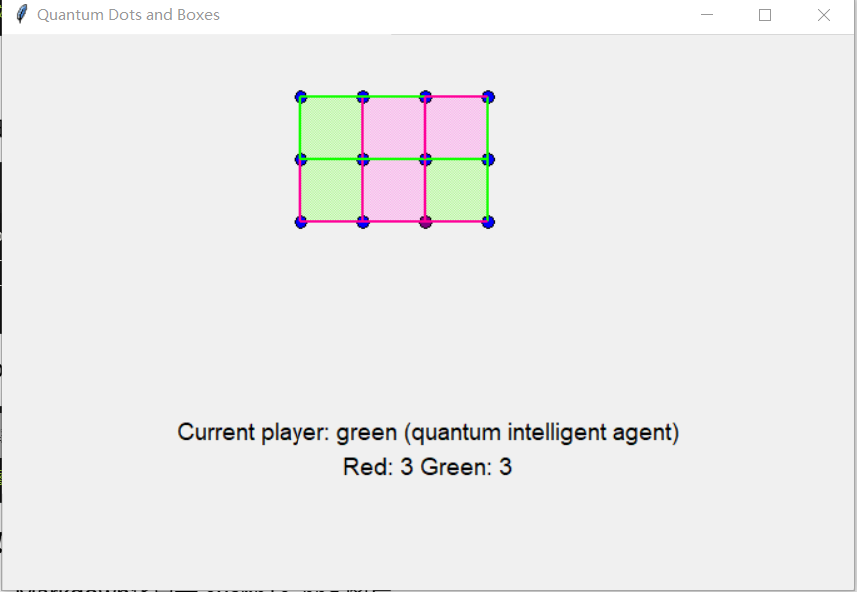 Quantum Dots and Boxes
Current player: green (quantum intelligent agent)
Red: 3 Green: 3